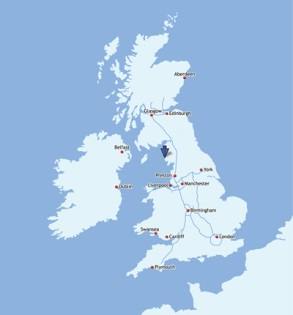 Aberdeen
Glasgow
Edinburgh
Belfast
York
Preston
Dublin
Liverpool
Manchester
Birmingham
Swansea
Cardiff
London
Plymouth